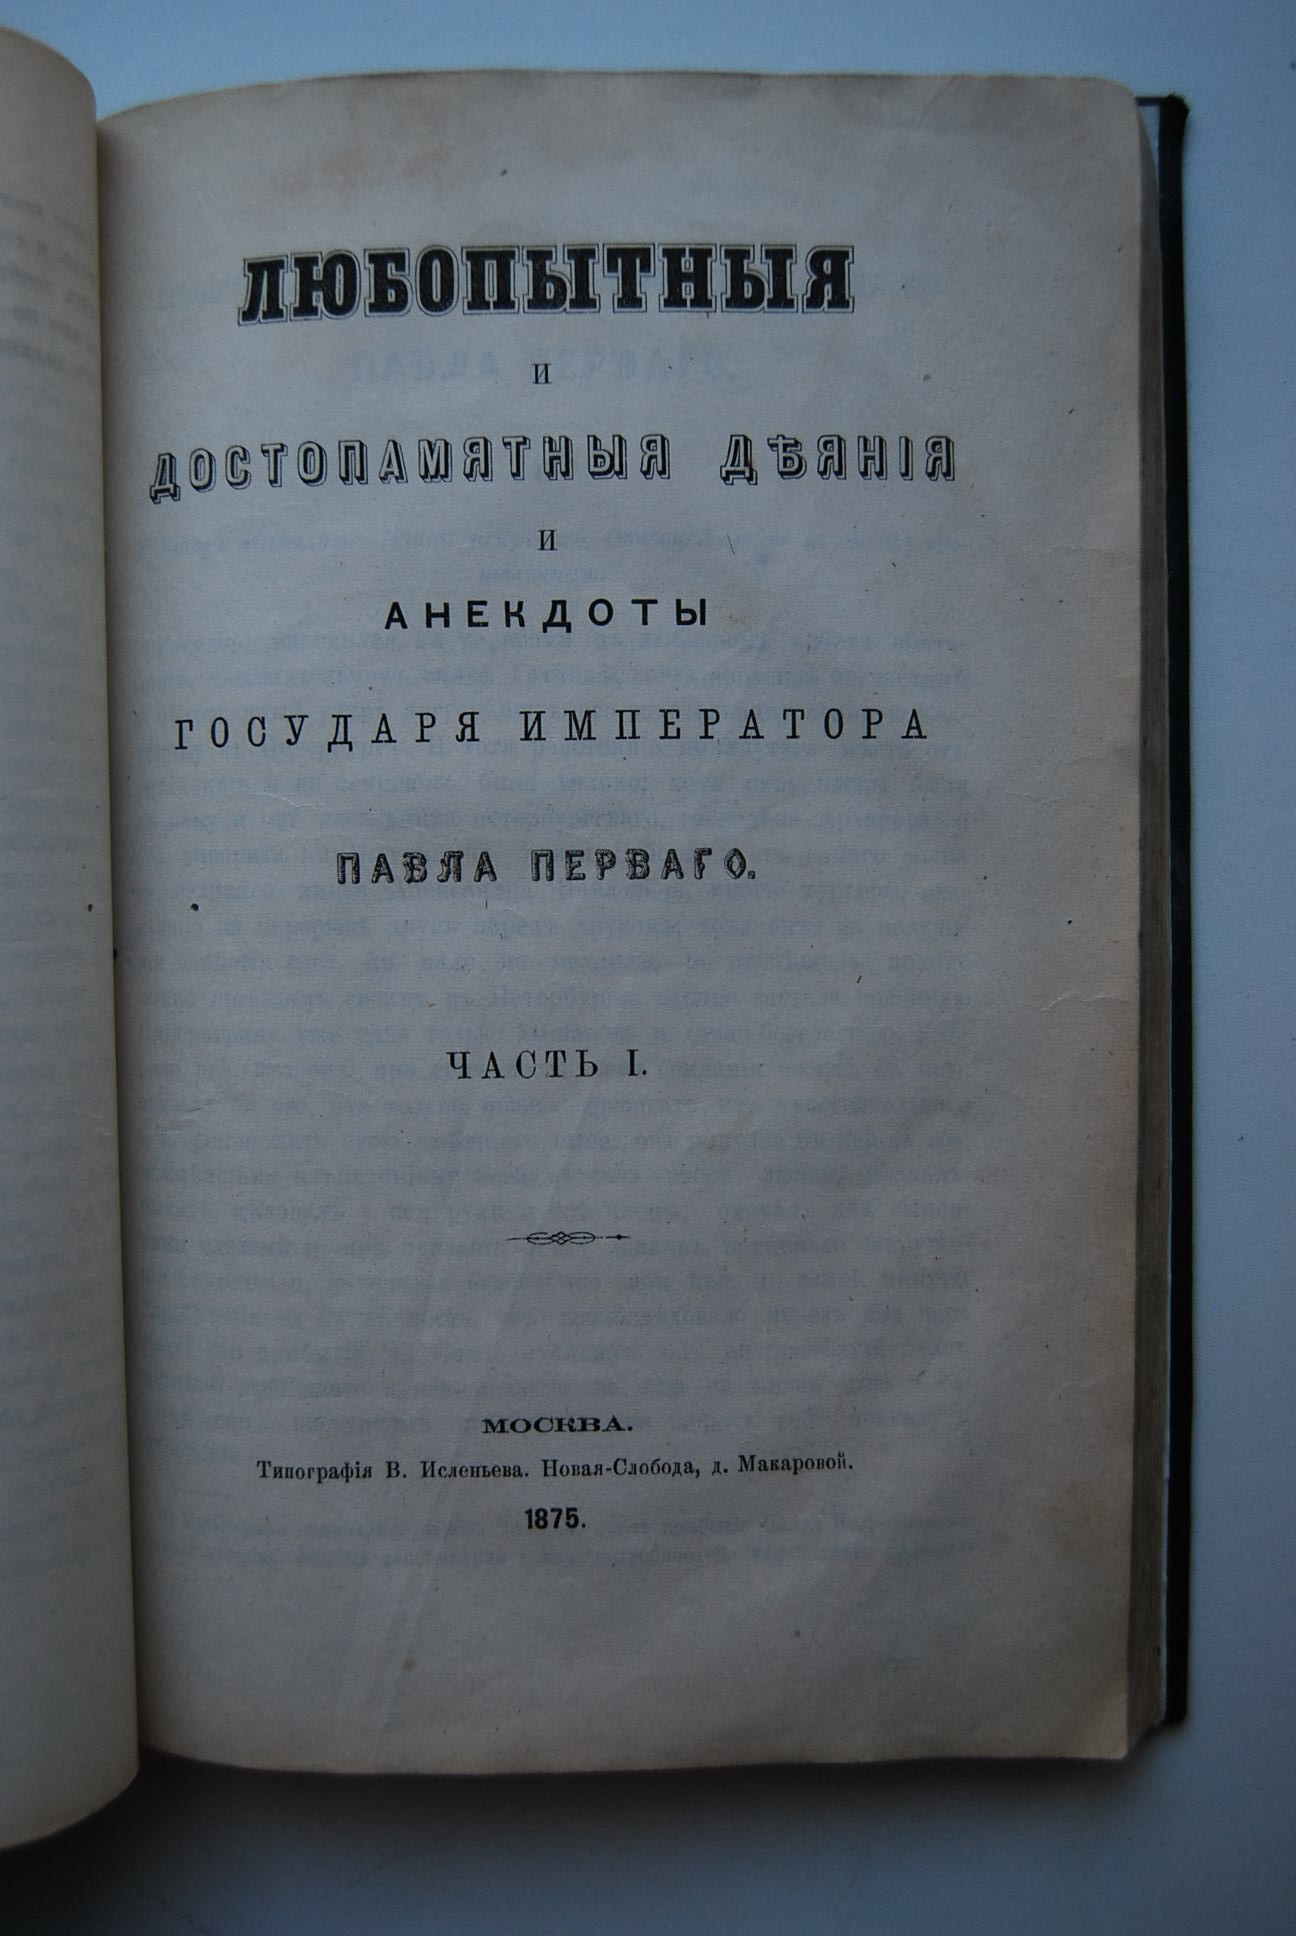 ЛЮБОПЫТНЫЯ
И
ДОСТОПАМЯТНЫЯ ДѢЯНІЯ
И
АНЕКДОТЫ
ГОСУДАРЯ ИМПЕРАТОРА
ПАВЛА ПЕРВАГО.
ЧАСТЬ I.
МОСКВА.
Типографія В. Исленьева. Новая-Слобода, д. Макаровой.
1875.